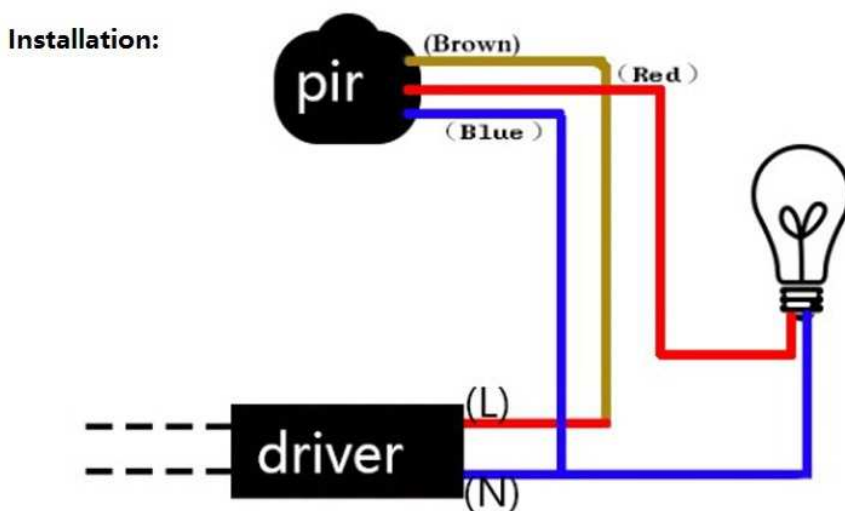 Installation:
(Brown)
（Red）
pir
（Blue）
(L)
driver
(N)